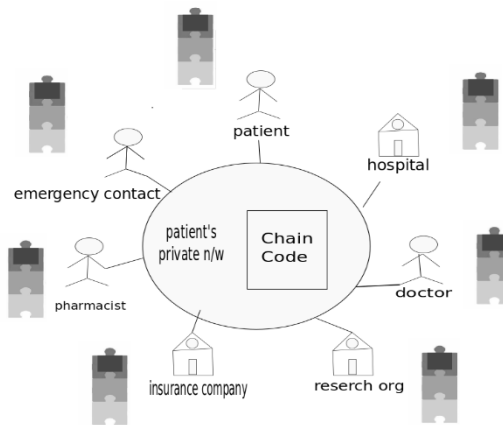 patient
hospital
emergency contact
patient's
private n/w
Chain
Code
pharmacist
doctor
insurance company
reserch org